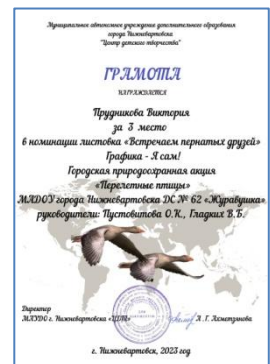 Муниципальное автономное учреждение дополнительного образования
города Нижневартовска
"Центр детского творчества"
ГРАМОТА
НАГРАЖДАЕТСЯ
Прудникова Виктория
за 3 место
в номинации листовка «Встречаем пернатых друзей»
Графика - Я сам!
Городская природоохранная акция
«Перелетные птицы»
МАДОУ города Нижневартовска ДС № 62 «Журавушка»
руководители: Пустовитова О.К., Гладких В.Б.
Директор
МАУДО г. Нижневартовска «ЦДТ» Л. Г. Ахметзянова
г. Нижневартовск, 2023 год